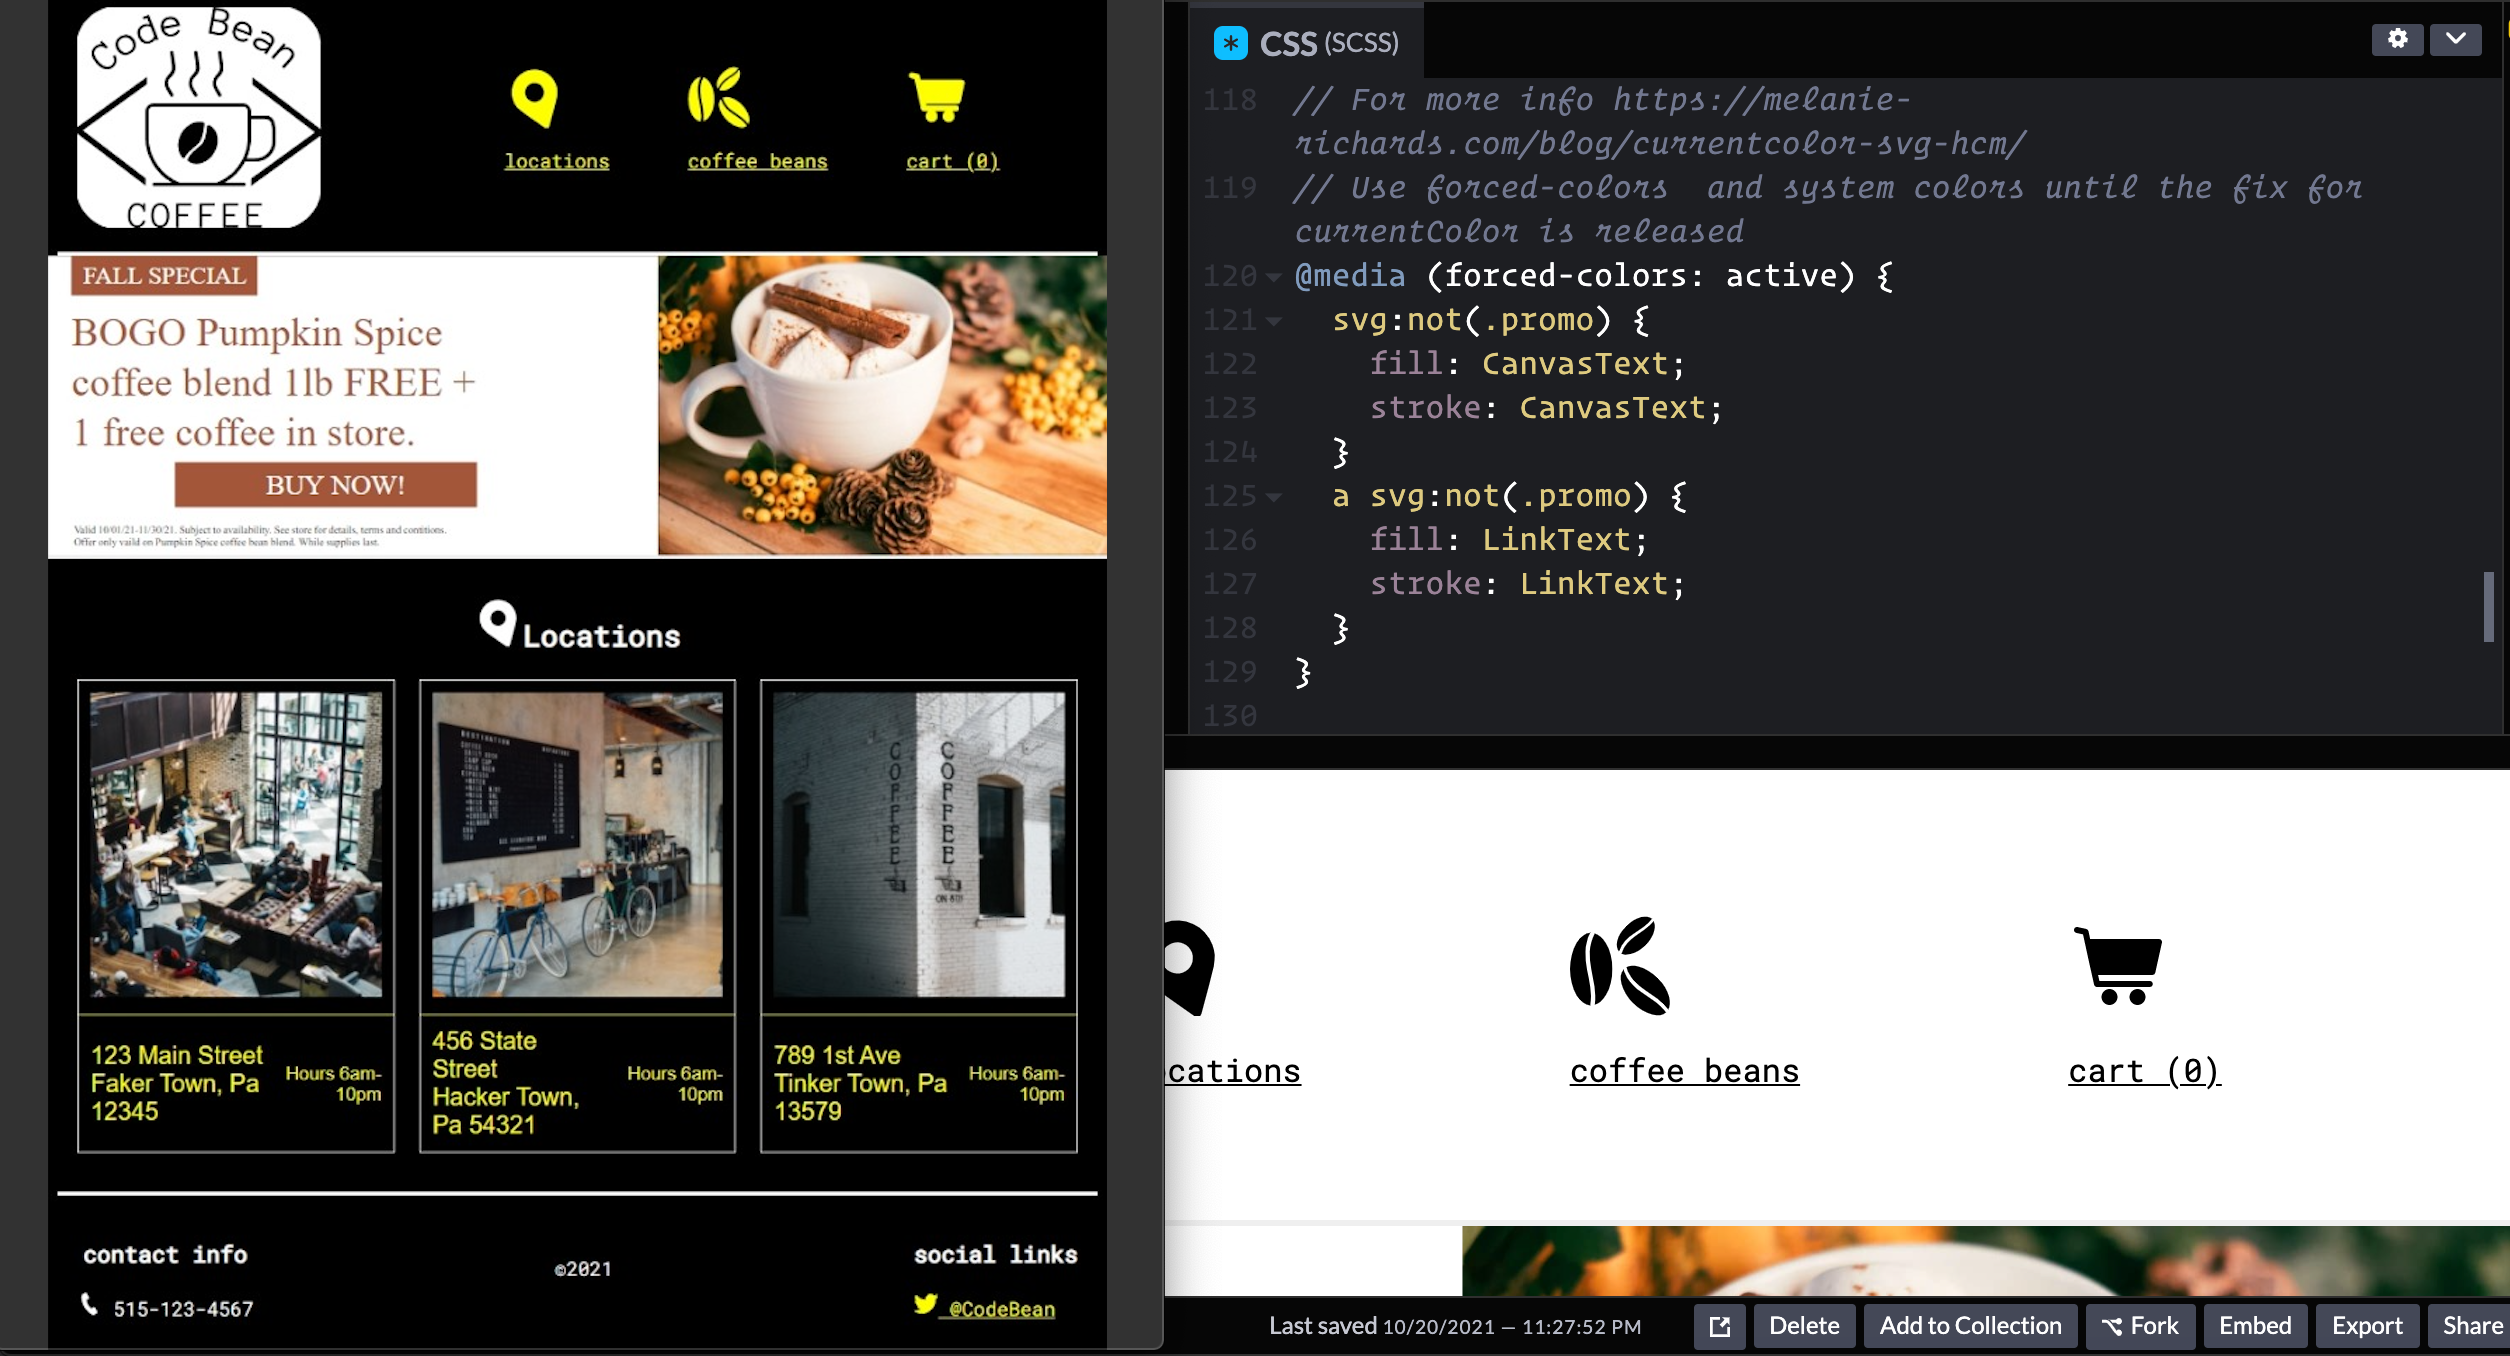 Code Bean
COFFEE
locations
coffee beans
cart (0)
FALL SPECIAL
BOGO Pumpkin Spice
coffee blend 1lb FREE +
1 free coffee in store.
BUY NOW!
Valid 10/01/21-11/30/21. Subject to availability. See store for details, terms and contitions.
Offer only vaild on Pumpkin Spice coffee bean blend. While supplies last.
Locations
DESTINATION
COFFEE
COFFEE
123 Main Street
Faker Town, Pa
12345
Hours 6am-
10pm
456 State
Street
Hacker Town,
Pa 54321
Hours 6am-
10pm
789 1st Ave
Tinker Town, Pa
13579
Hours 6am-
10pm
contact info
515-123-4567
©2021
social links
@CodeBean
* CSS (SCSS)
118 // For more info https://melanie-
richards.com/blog/currentcolor-svg-hcm/
119 // Use forced-colors  and system colors until the fix for
currentColor is released
120 @media (forced-colors: active) {
121 svg:not(.promo) {
122 fill: CanvasText;
123 stroke: CanvasText;
124 }
125 a svg:not(.promo) {
126 fill: LinkText;
127 stroke: LinkText;
128 }
129 }
130
cations
coffee beans
cart (0)
Last saved 10/20/2021 — 11:27:52 PM
Delete
Add to Collection
Fork
Embed
Export
Share